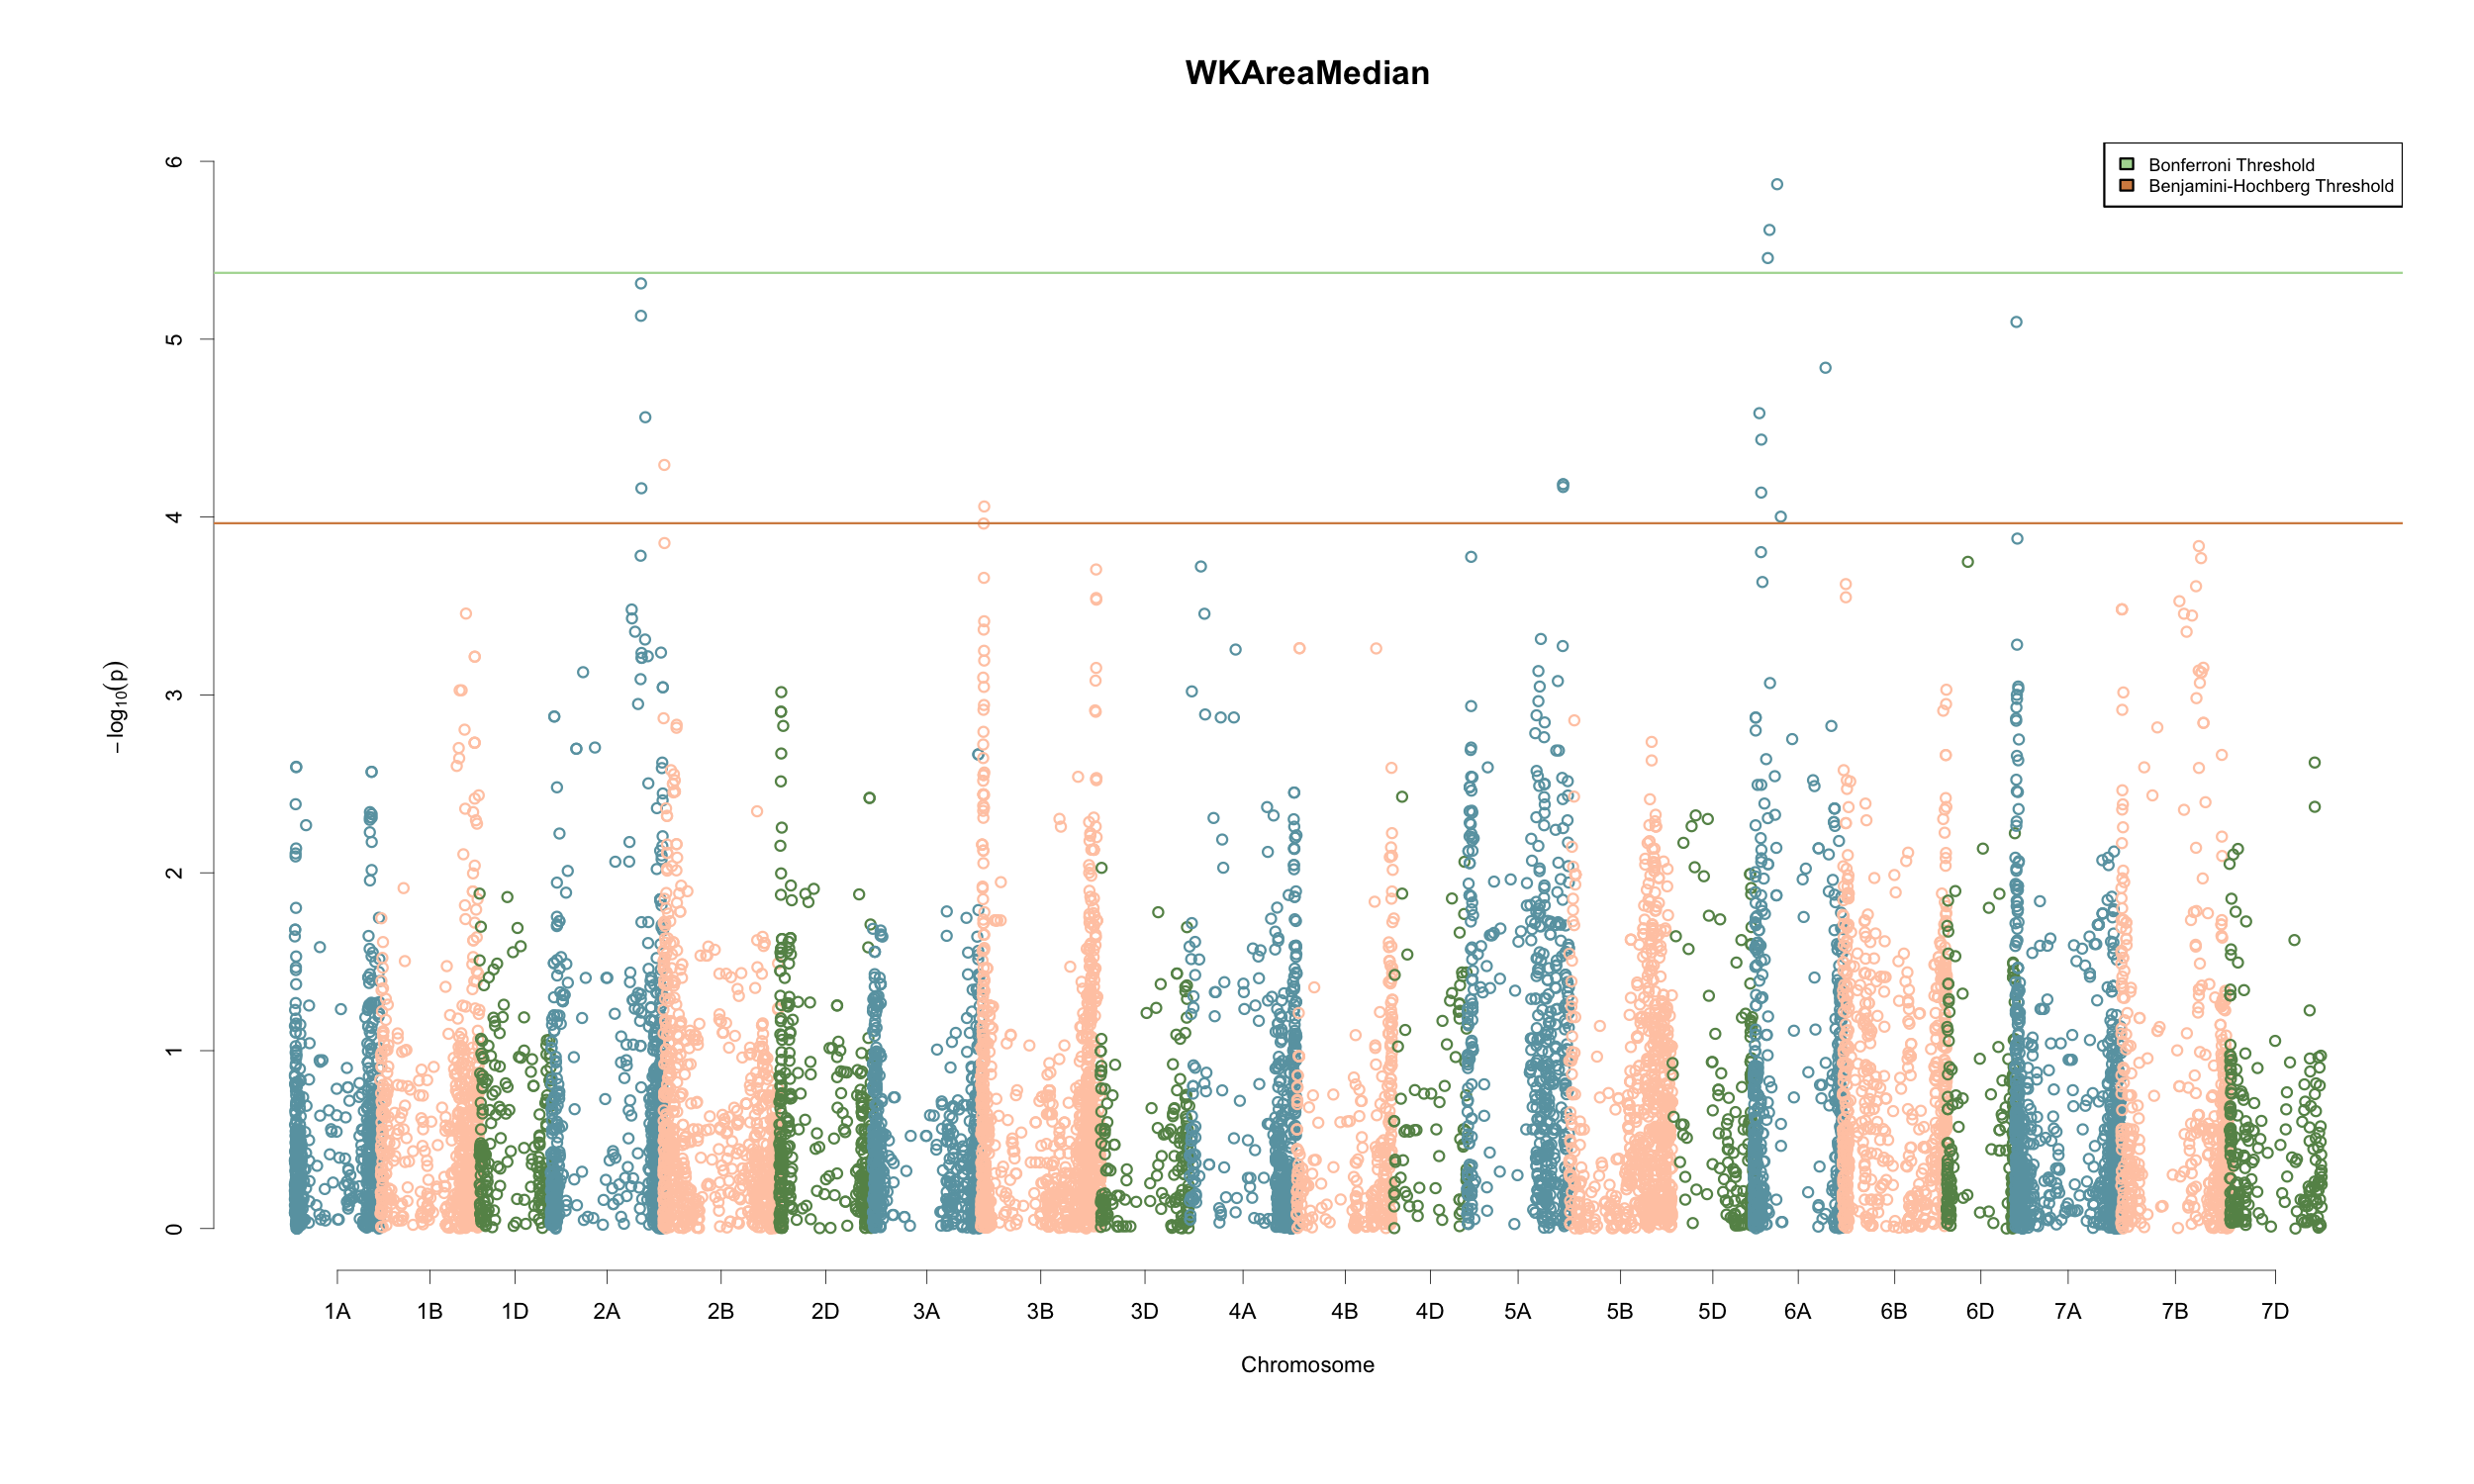 WKAreaMedian
Bonferroni Threshold
Benjamini-Hochberg Threshold
6
5
4
3
2
1
0
−log10(p)
1A 1B 1D 2A 2B 2D 3A 3B 3D 4A 4B 4D 5A 5B 5D 6A 6B 6D 7A 7B 7D
Chromosome